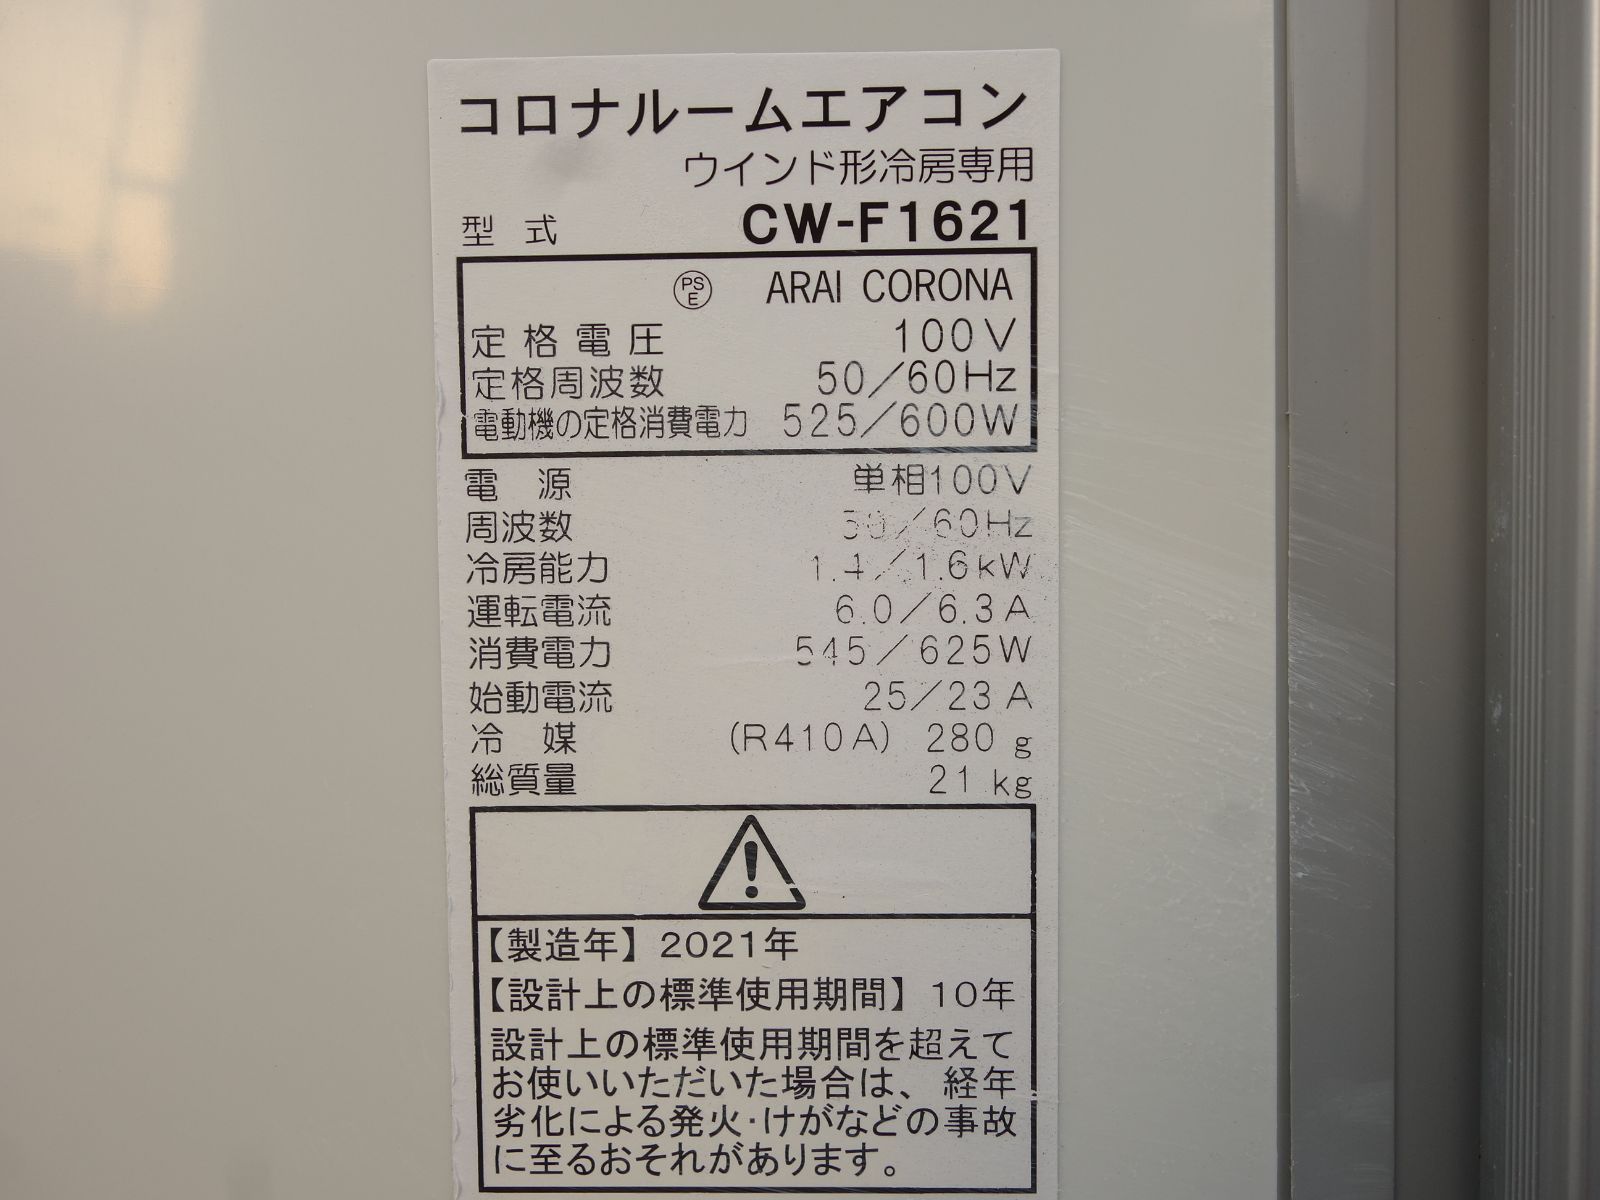 コロナルームエアコン
ウインド形冷房専用
型式 CW-F1621
PSE ARAI CORONA
定格電圧 100V
定格周波数 50/60Hz
電動機の定格消費電力 525/600W
電源 単相100V
周波数 50/60Hz
冷房能力 1.4/1.6kW
運転電流 6.0/6.3A
消費電力 545/625W
始動電流 25/23A
冷媒 (R410A) 280g
総質量 21kg
【製造年】2021年
【設計上の標準使用期間】10年
設計上の標準使用期間を超えて
お使いいただいた場合は、経年
劣化による発火・けがなどの事故
に至るおそれがあります。